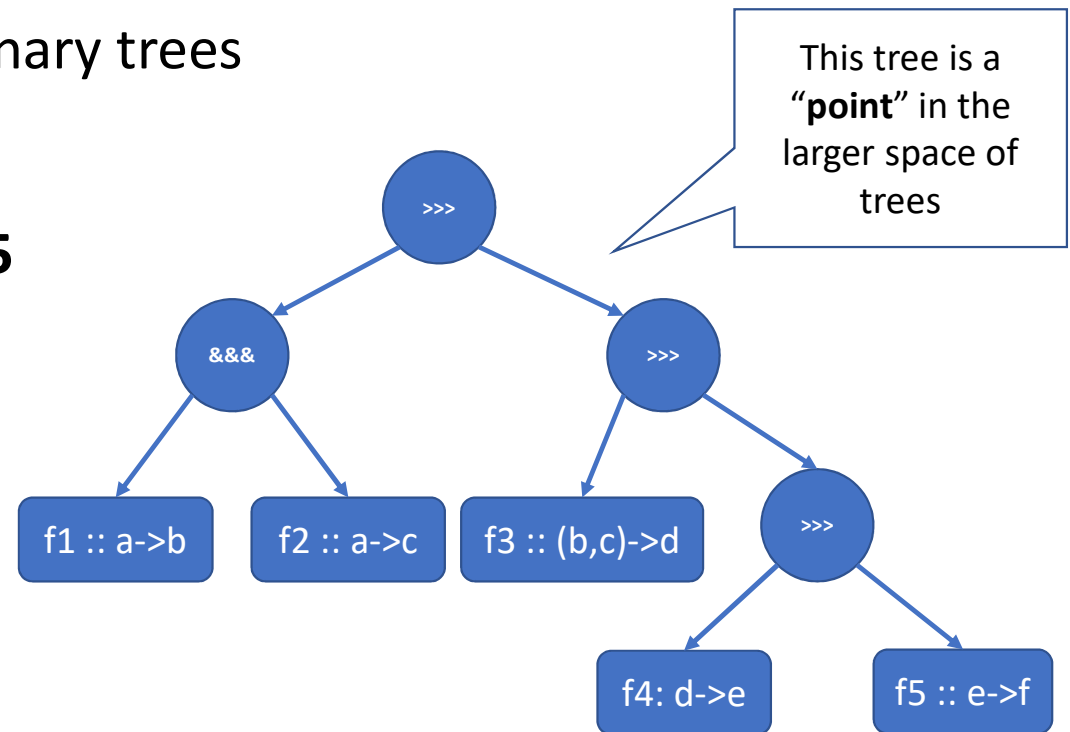 nary trees
This tree is a
“point” in the
larger space of
trees
>>>
5
&&&
>>>
f1 :: a->b
f2 :: a->c
f3 :: (b,c)->d
>>>
f4: d->e
f5 :: e->f